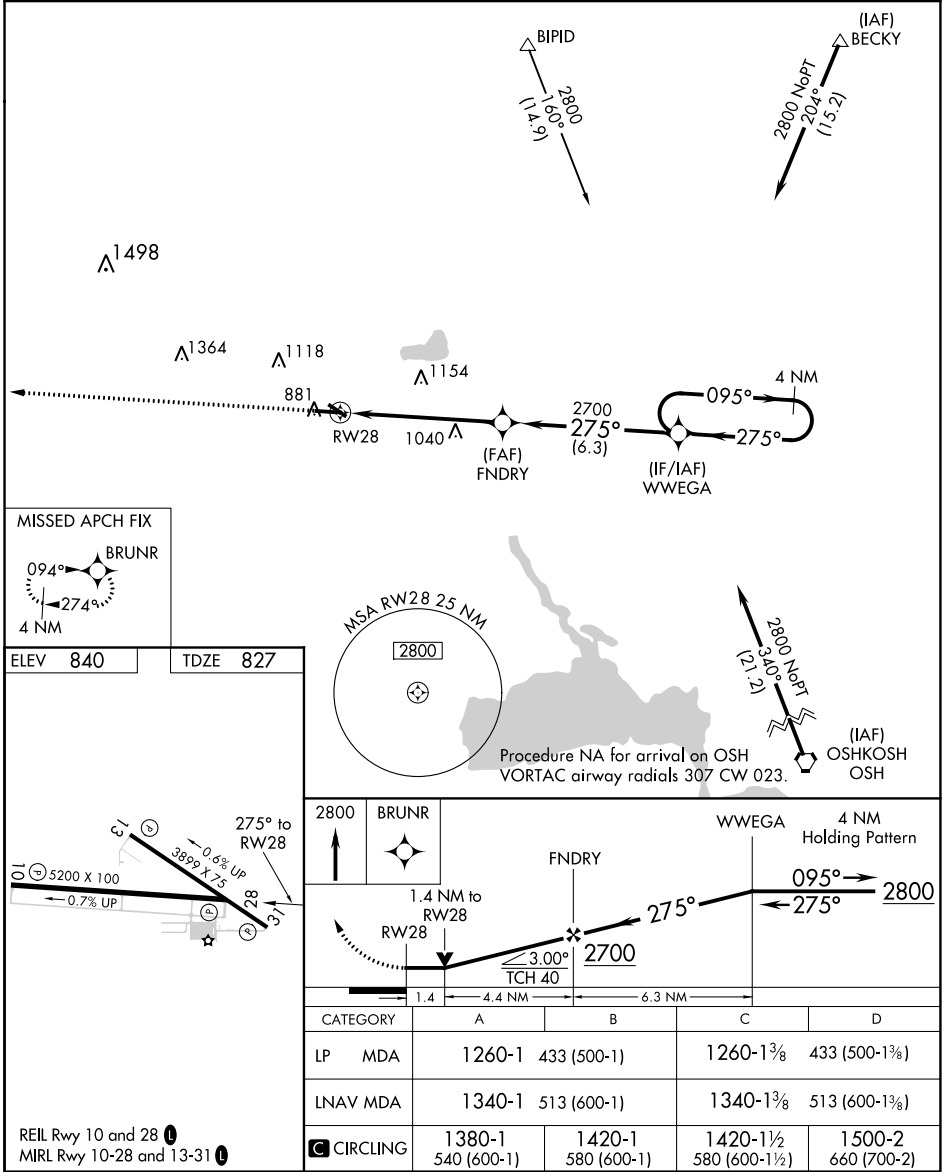 BIPID
(IAF)
BECKY
2800
160°
(14.9)
2800 NoPT
204°
(15.2)
1498
1364
1118
1154
881
RW28
1040
(FAF)
FNDRY
2700
275°
(6.3)
(IF/IAF)
WWEGA
095°
4 NM
275°
MISSED APCH FIX
BRUNR
094°
274°
4 NM
MSA RW28 25 NM
2800
2800 NoPT
340°
(21.2)
(IAF)
OSHKOSH
OSH
Procedure NA for arrival on OSH
VORTAC airway radials 307 CW 023.
ELEV 840
TDZE 827
275° to
RW28
13
P
0.6% UP
3899 X 75
10
P
5200 X 100
0.7% UP
28
31
P
P
REIL Rwy 10 and 28 L
MIRL Rwy 10-28 and 13-31 L
2800
BRUNR
WWEGA
4 NM
Holding Pattern
FNDRY
095°
275°
2800
275°
1.4 NM to
RW28
RW28
2700
3.00°
TCH 40
1.4
4.4 NM
6.3 NM
CATEGORY A B C D
LP MDA 1260-1 433 (500-1) 1260-1⅜ 433 (500-1⅜)
LNAV MDA 1340-1 513 (600-1) 1340-1⅜ 513 (600-1⅜)
C CIRCLING 1380-1 1420-1 1420-1½ 1500-2
540 (600-1) 580 (600-1) 580 (600-1½) 660 (700-2)